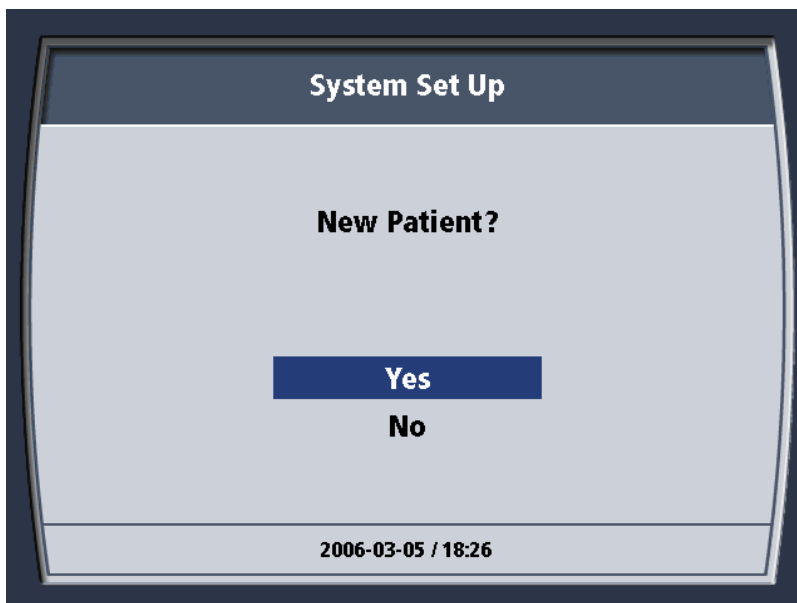 System Set Up
New Patient?
Yes
No
2006-03-05 / 18:26